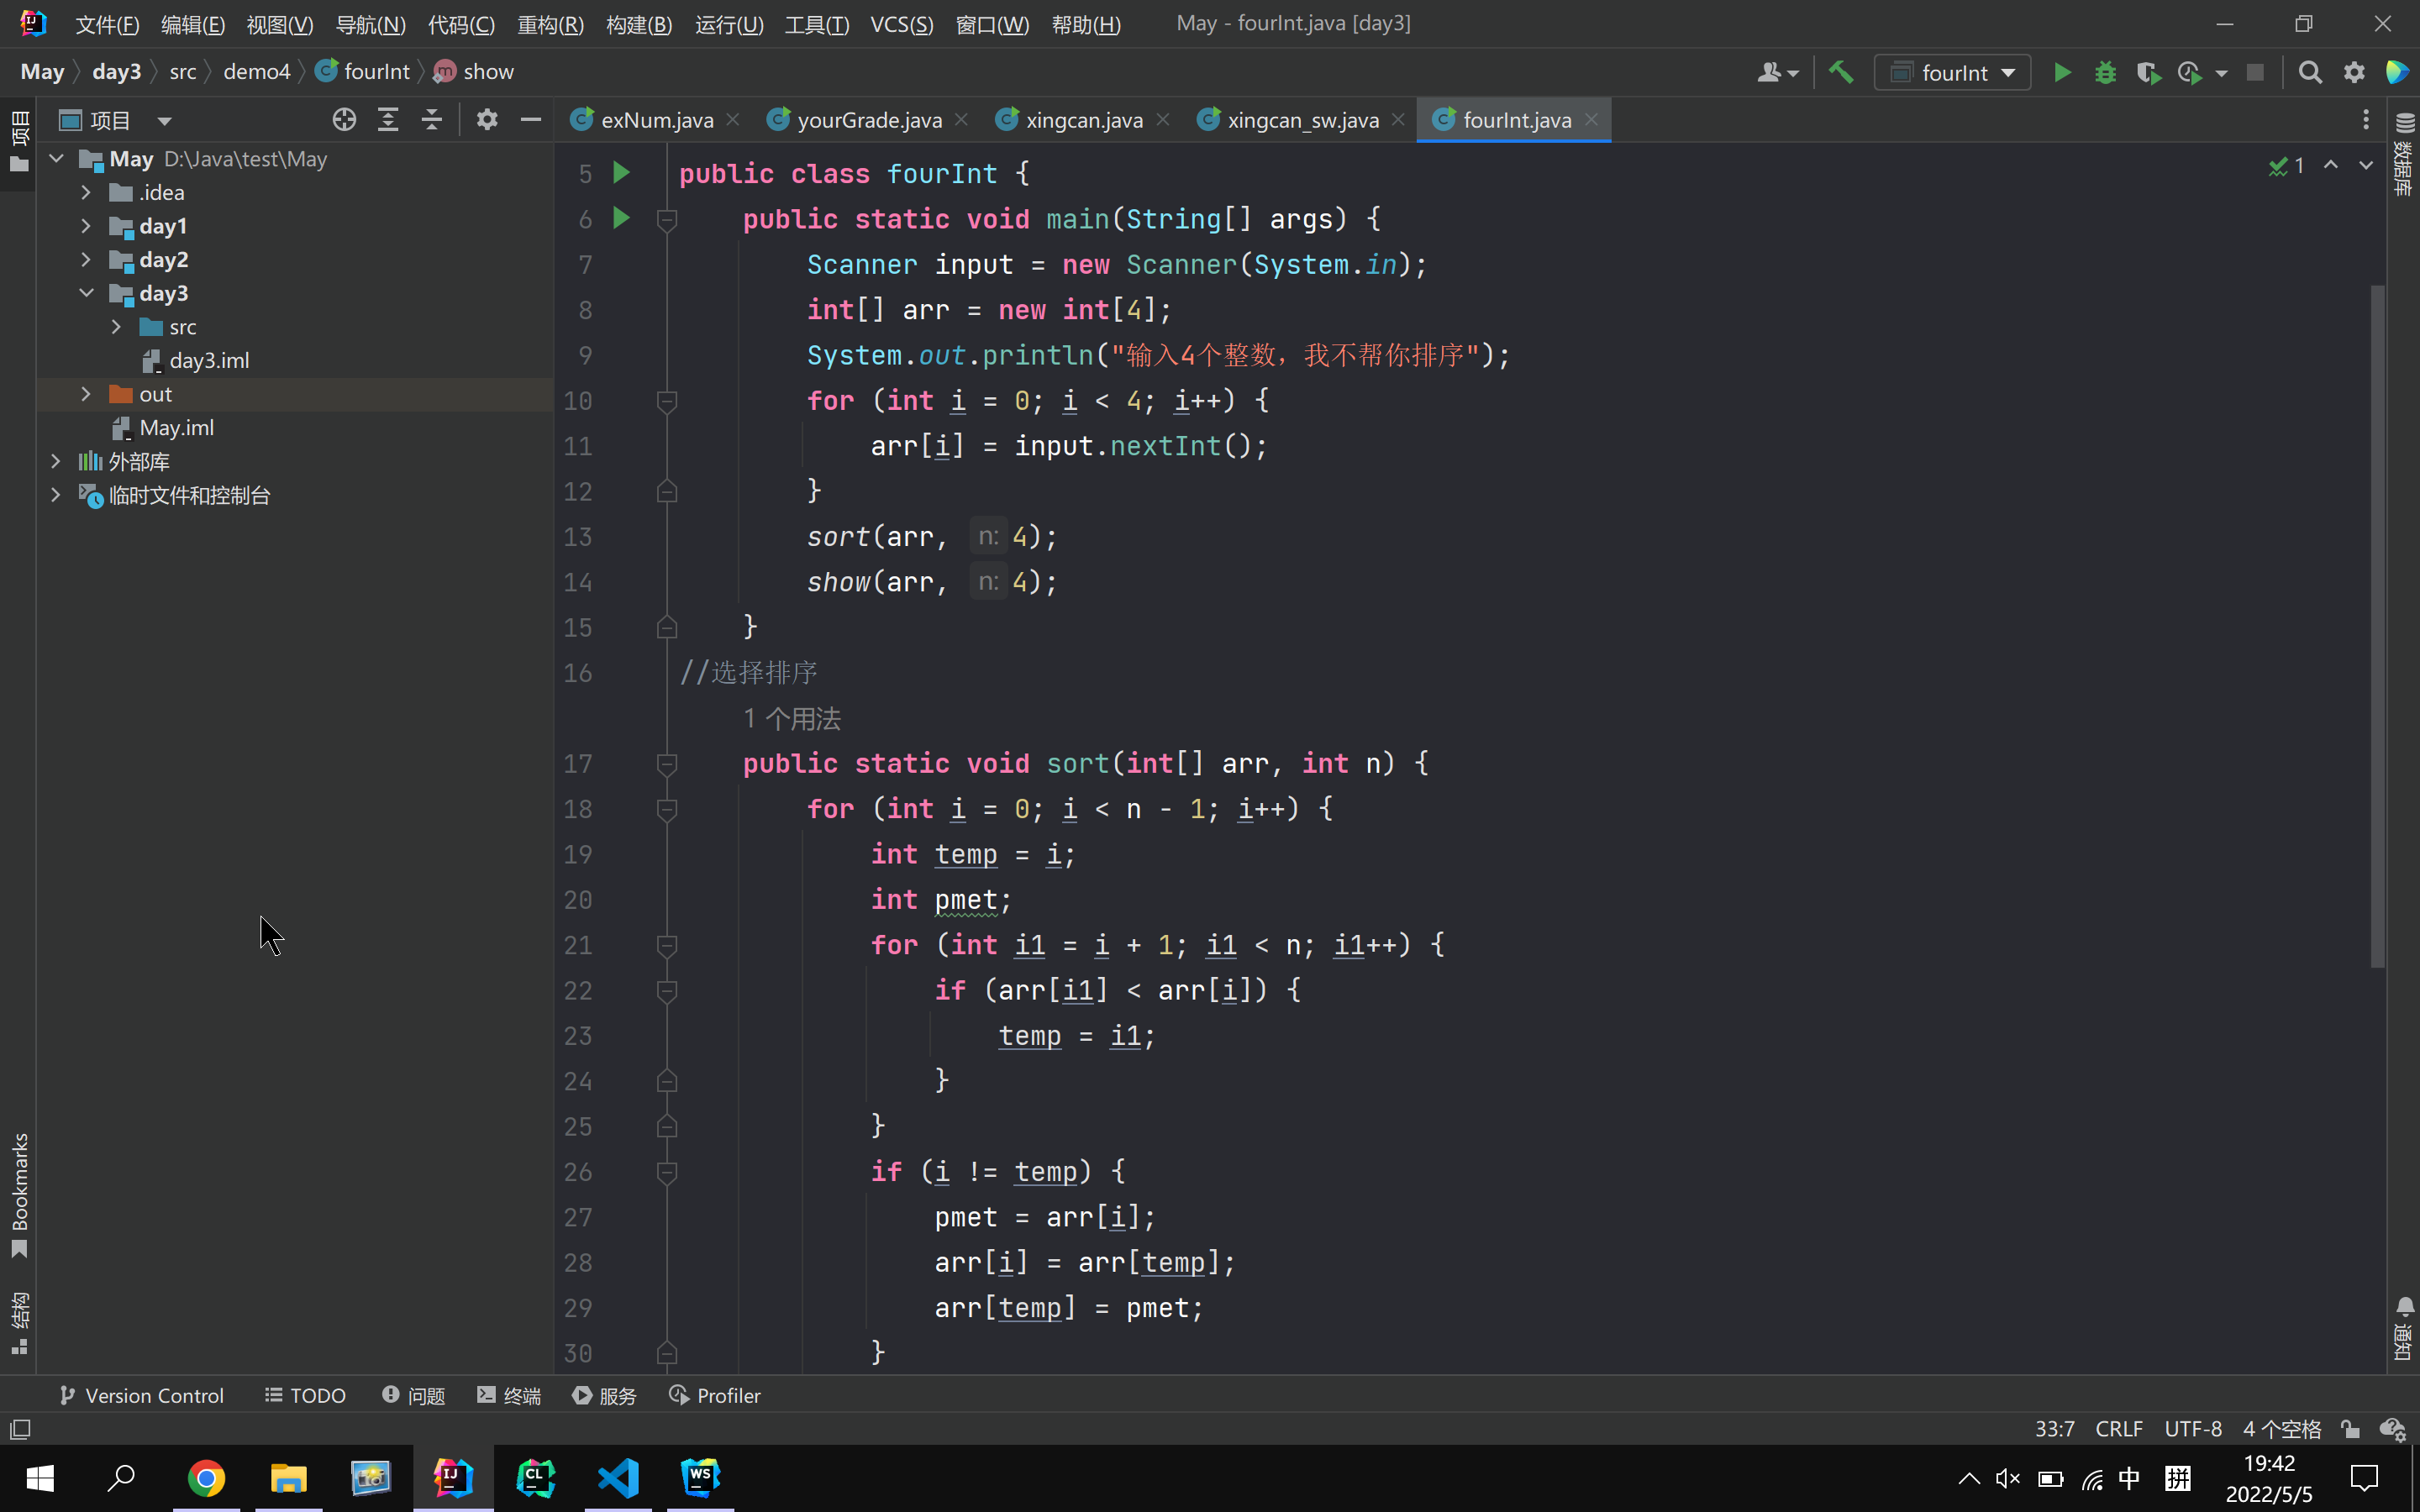 文件(F) 编辑(E) 视图(V) 导航(N) 代码(C) 重构(R) 构建(B) 运行(U) 工具(T) VCS(S) 窗口(W) 帮助(H) May - fourInt.java [day3]
May day3 src demo4 fourInt show fourInt
项目 exNum.java yourGrade.java xingcan.java xingcan_sw.java fourInt.java
项目
数据库
May D:\Java\test\May
.idea
day1
day2
day3
src
day3.iml
out
May.iml
外部库
临时文件和控制台
1
5 public class fourInt {
6 public static void main(String[] args) {
7 Scanner input = new Scanner(System.in);
8 int[] arr = new int[4];
9 System.out.println("输入4个整数，我不帮你排序");
10 for (int i = 0; i < 4; i++) {
11 arr[i] = input.nextInt();
12 }
13 sort(arr, n: 4);
14 show(arr, n: 4);
15 }
16 //选择排序
1 个用法
17 public static void sort(int[] arr, int n) {
18 for (int i = 0; i < n - 1; i++) {
19 int temp = i;
20 int pmet;
21 for (int i1 = i + 1; i1 < n; i1++) {
22 if (arr[i1] < arr[i]) {
23 temp = i1;
24 }
25 }
26 if (i != temp) {
27 pmet = arr[i];
28 arr[i] = arr[temp];
29 arr[temp] = pmet;
30 }
Bookmarks
结构
通知
Version Control TODO 问题 终端 服务 Profiler
33:7 CRLF UTF-8 4 个空格
IJ CL WS
中 拼 19:42
2022/5/5